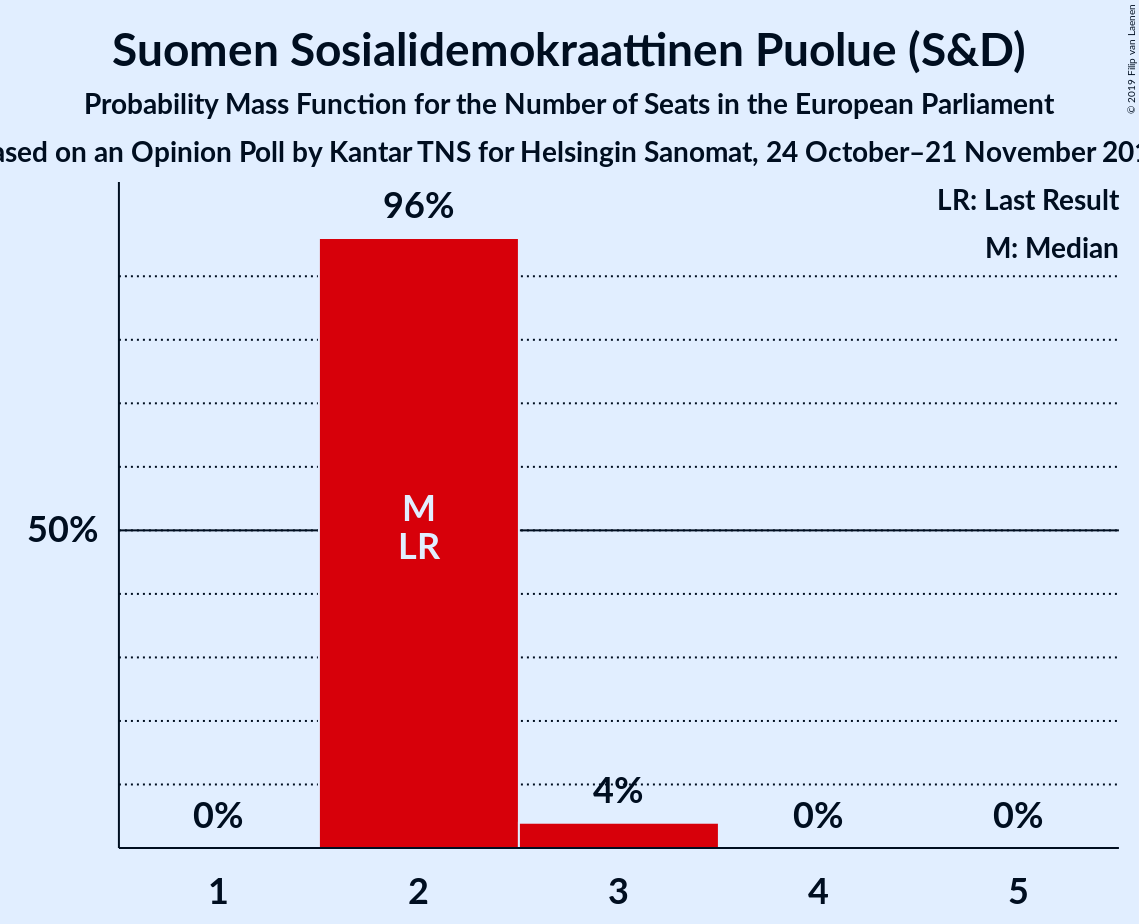 Suomen Sosialidemokraattinen Puolue (S&D)
Probability Mass Function for the Number of Seats in the European Parliament
on an Opinion Poll by Kantar TNS for Helsingin Sanomat, 24 October–21 November
© 2019 Filip van Laenen
LR: Last Result
M: Median
96%
50%
M
LR
0%
4%
0%
0%
1
2
3
4
5